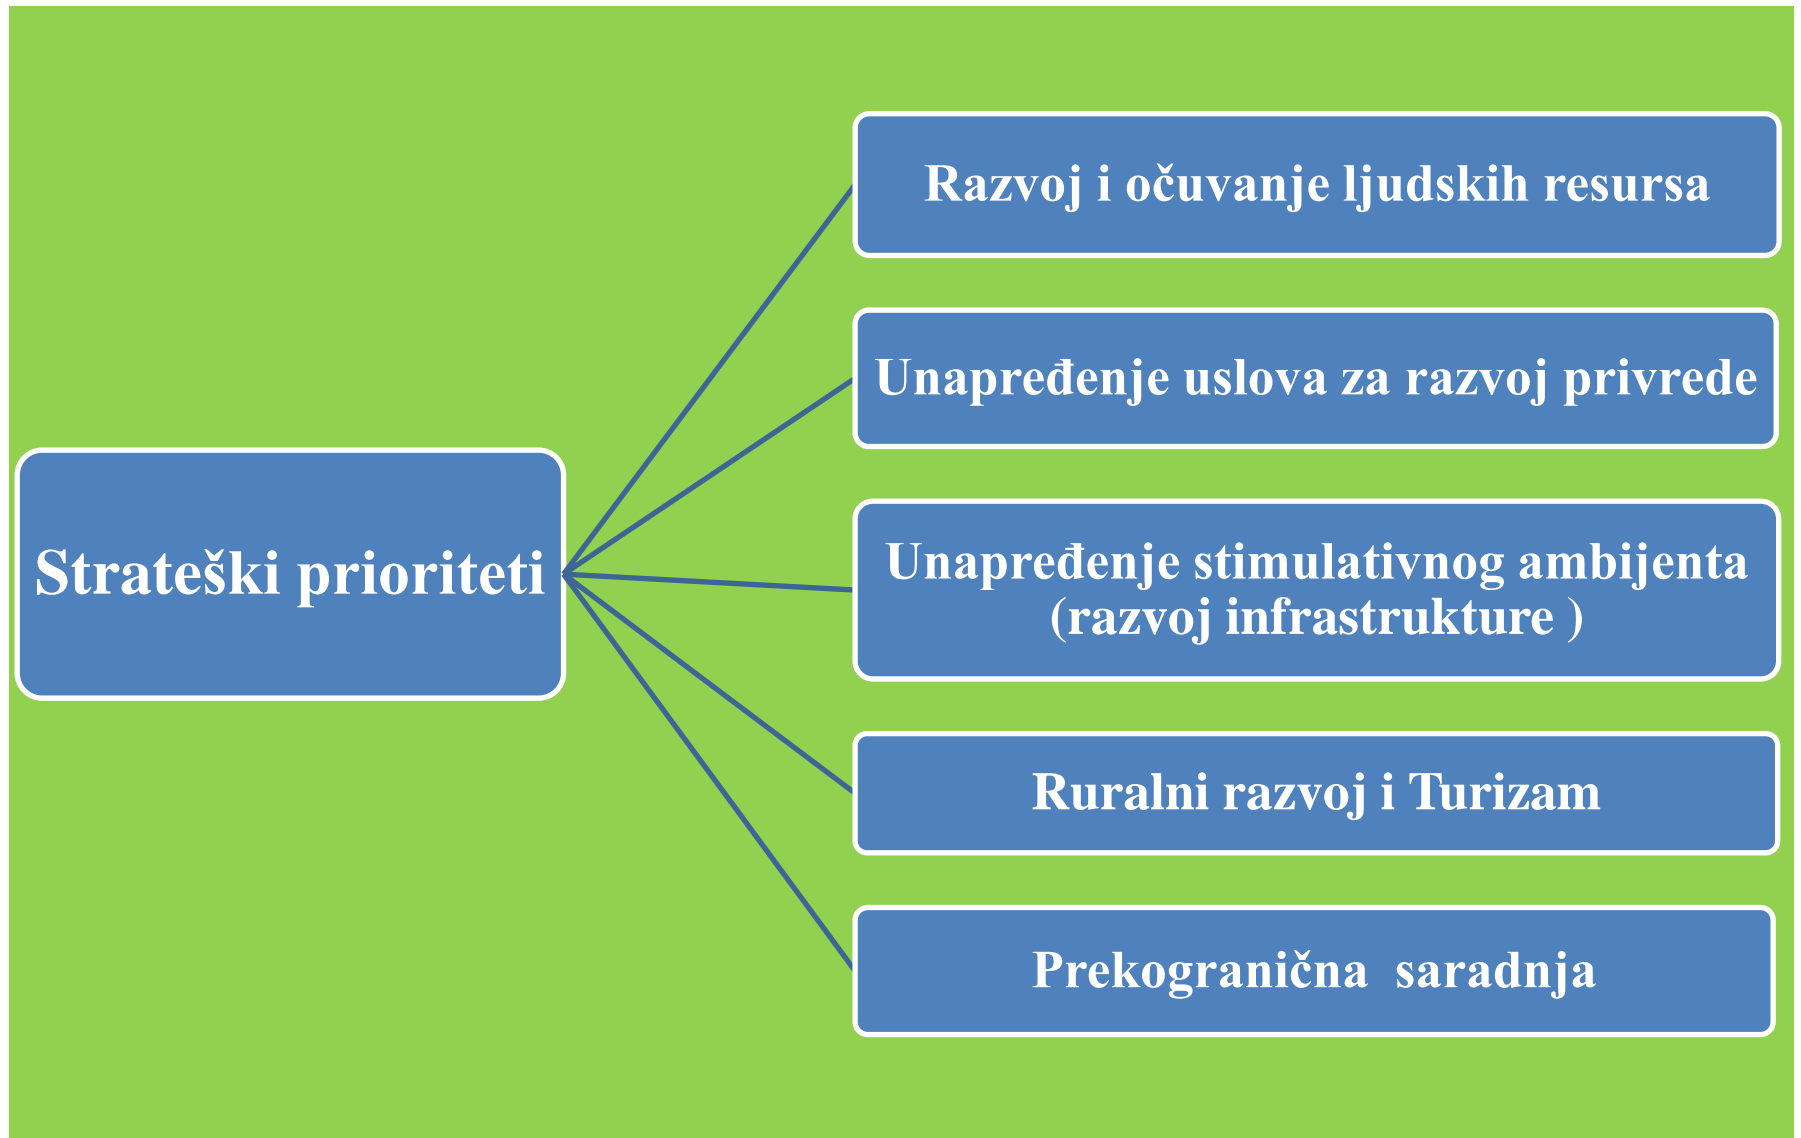 Strateški prioriteti
Razvoj i očuvanje ljudskih resursa
Unapređenje uslova za razvoj privrede
Unapređenje stimulativnog ambijenta
(razvoj infrastrukture )
Ruralni razvoj i Turizam
Prekogranična  saradnja